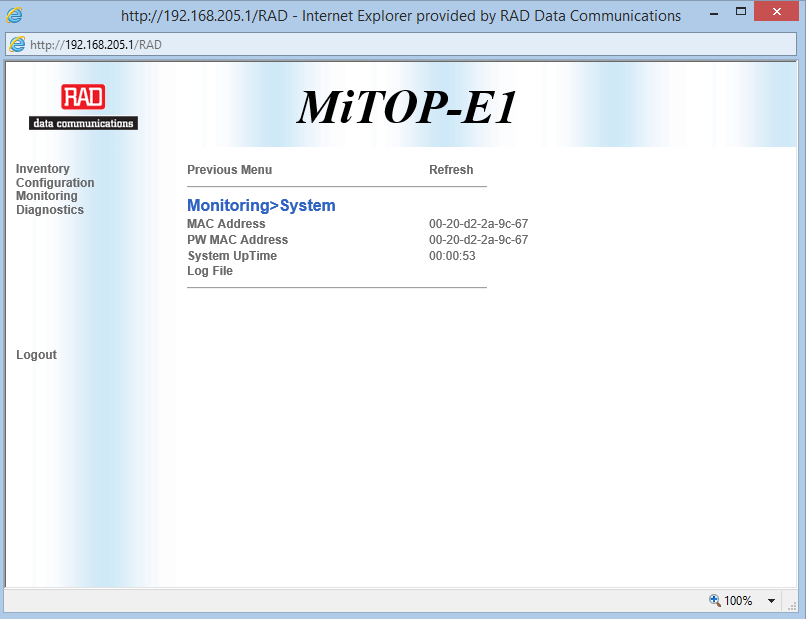 http://192.168.205.1/RAD - Internet Explorer provided by RAD Data Communications
http://192.168.205.1/RAD
RAD
data communications
MiTOP-E1
Inventory
Configuration
Monitoring
Diagnostics
Logout
Previous Menu Refresh
Monitoring>System
MAC Address 00-20-d2-2a-9c-67
PW MAC Address 00-20-d2-2a-9c-67
System UpTime 00:00:53
Log File
100%